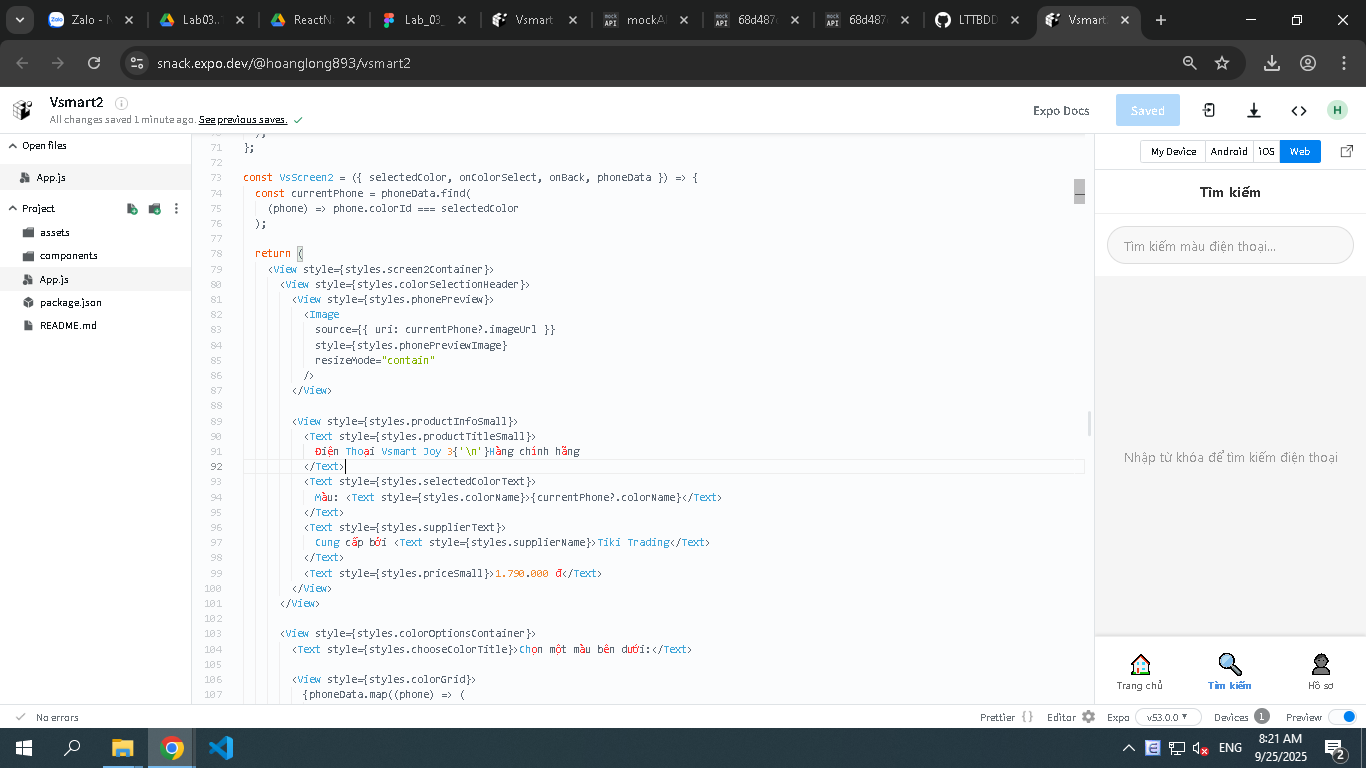 Zalo - N
Lab03.
ReactN
Lab_03_
Vsmart
mockA
68d487
68d487
LTTBDD
Vsmart
snack.expo.dev/@hoanglong893/vsmart2
Vsmart2
All changes saved 1 minute ago. See previous saves.
Expo Docs
Saved
H
Open files
App.js
Project
assets
components
App.js
package.json
README.md
71 };
72
73 const VsScreen2 = ({ selectedColor, onColorSelect, onBack, phoneData }) => {
74 const currentPhone = phoneData.find(
75 (phone) => phone.colorId === selectedColor
76 );
77
78 return (
79 <View style={styles.screen2Container}>
80 <View style={styles.colorSelectionHeader}>
81 <View style={styles.phonePreview}>
82 <Image
83 source={{ uri: currentPhone?.imageUrl }}
84 style={styles.phonePreviewImage}
85 resizeMode="contain"
86 />
87 </View>
88
89 <View style={styles.productInfoSmall}>
90 <Text style={styles.productTitleSmall}>
91 Điện Thoại Vsmart Joy 3{'\n'}Hàng chính hãng
92 </Text>
93 <Text style={styles.selectedColorText}>
94 Màu: <Text style={styles.colorName}>{currentPhone?.colorName}</Text>
95 </Text>
96 <Text style={styles.supplierText}>
97 Cung cấp bởi <Text style={styles.supplierName}>Tiki Trading</Text>
98 </Text>
99 <Text style={styles.priceSmall}>1.790.000 đ</Text>
100 </View>
101 </View>
102
103 <View style={styles.colorOptionsContainer}>
104 <Text style={styles.chooseColorTitle}>Chọn một màu bên dưới:</Text>
105
106 <View style={styles.colorGrid}>
107 {phoneData.map((phone) => (
My Device
Android
iOS
Web
Tìm kiếm
Tìm kiếm màu điện thoại...
Nhập từ khóa để tìm kiếm điện thoại
Trang chủ
Tìm kiếm
Hồ sơ
No errors
Prettier {}
Editor
Expo
v53.0.0
Devices 1
Preview
ENG
8:21 AM
9/25/2025
2